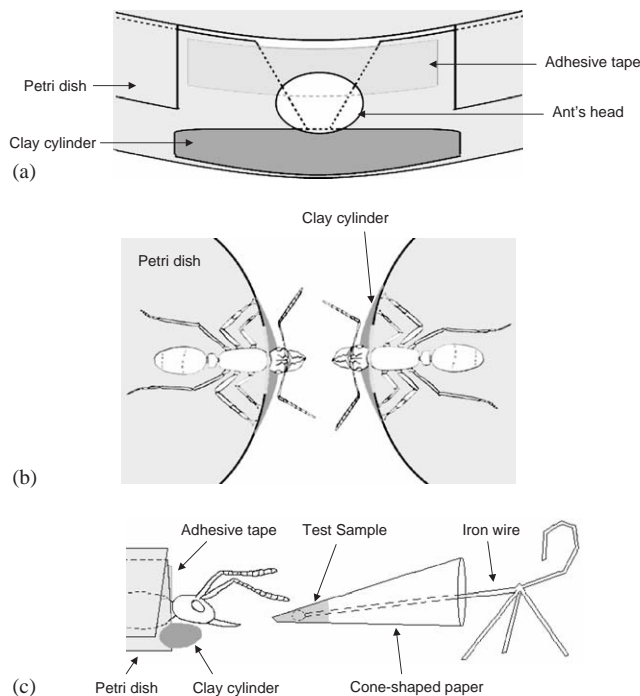 Petri dish
Adhesive tape
Ant's head
Clay cylinder
(a)
Clay cylinder
Petri dish
(b)
Adhesive tape
Test Sample
Iron wire
(c)
Petri dish
Clay cylinder
Cone-shaped paper